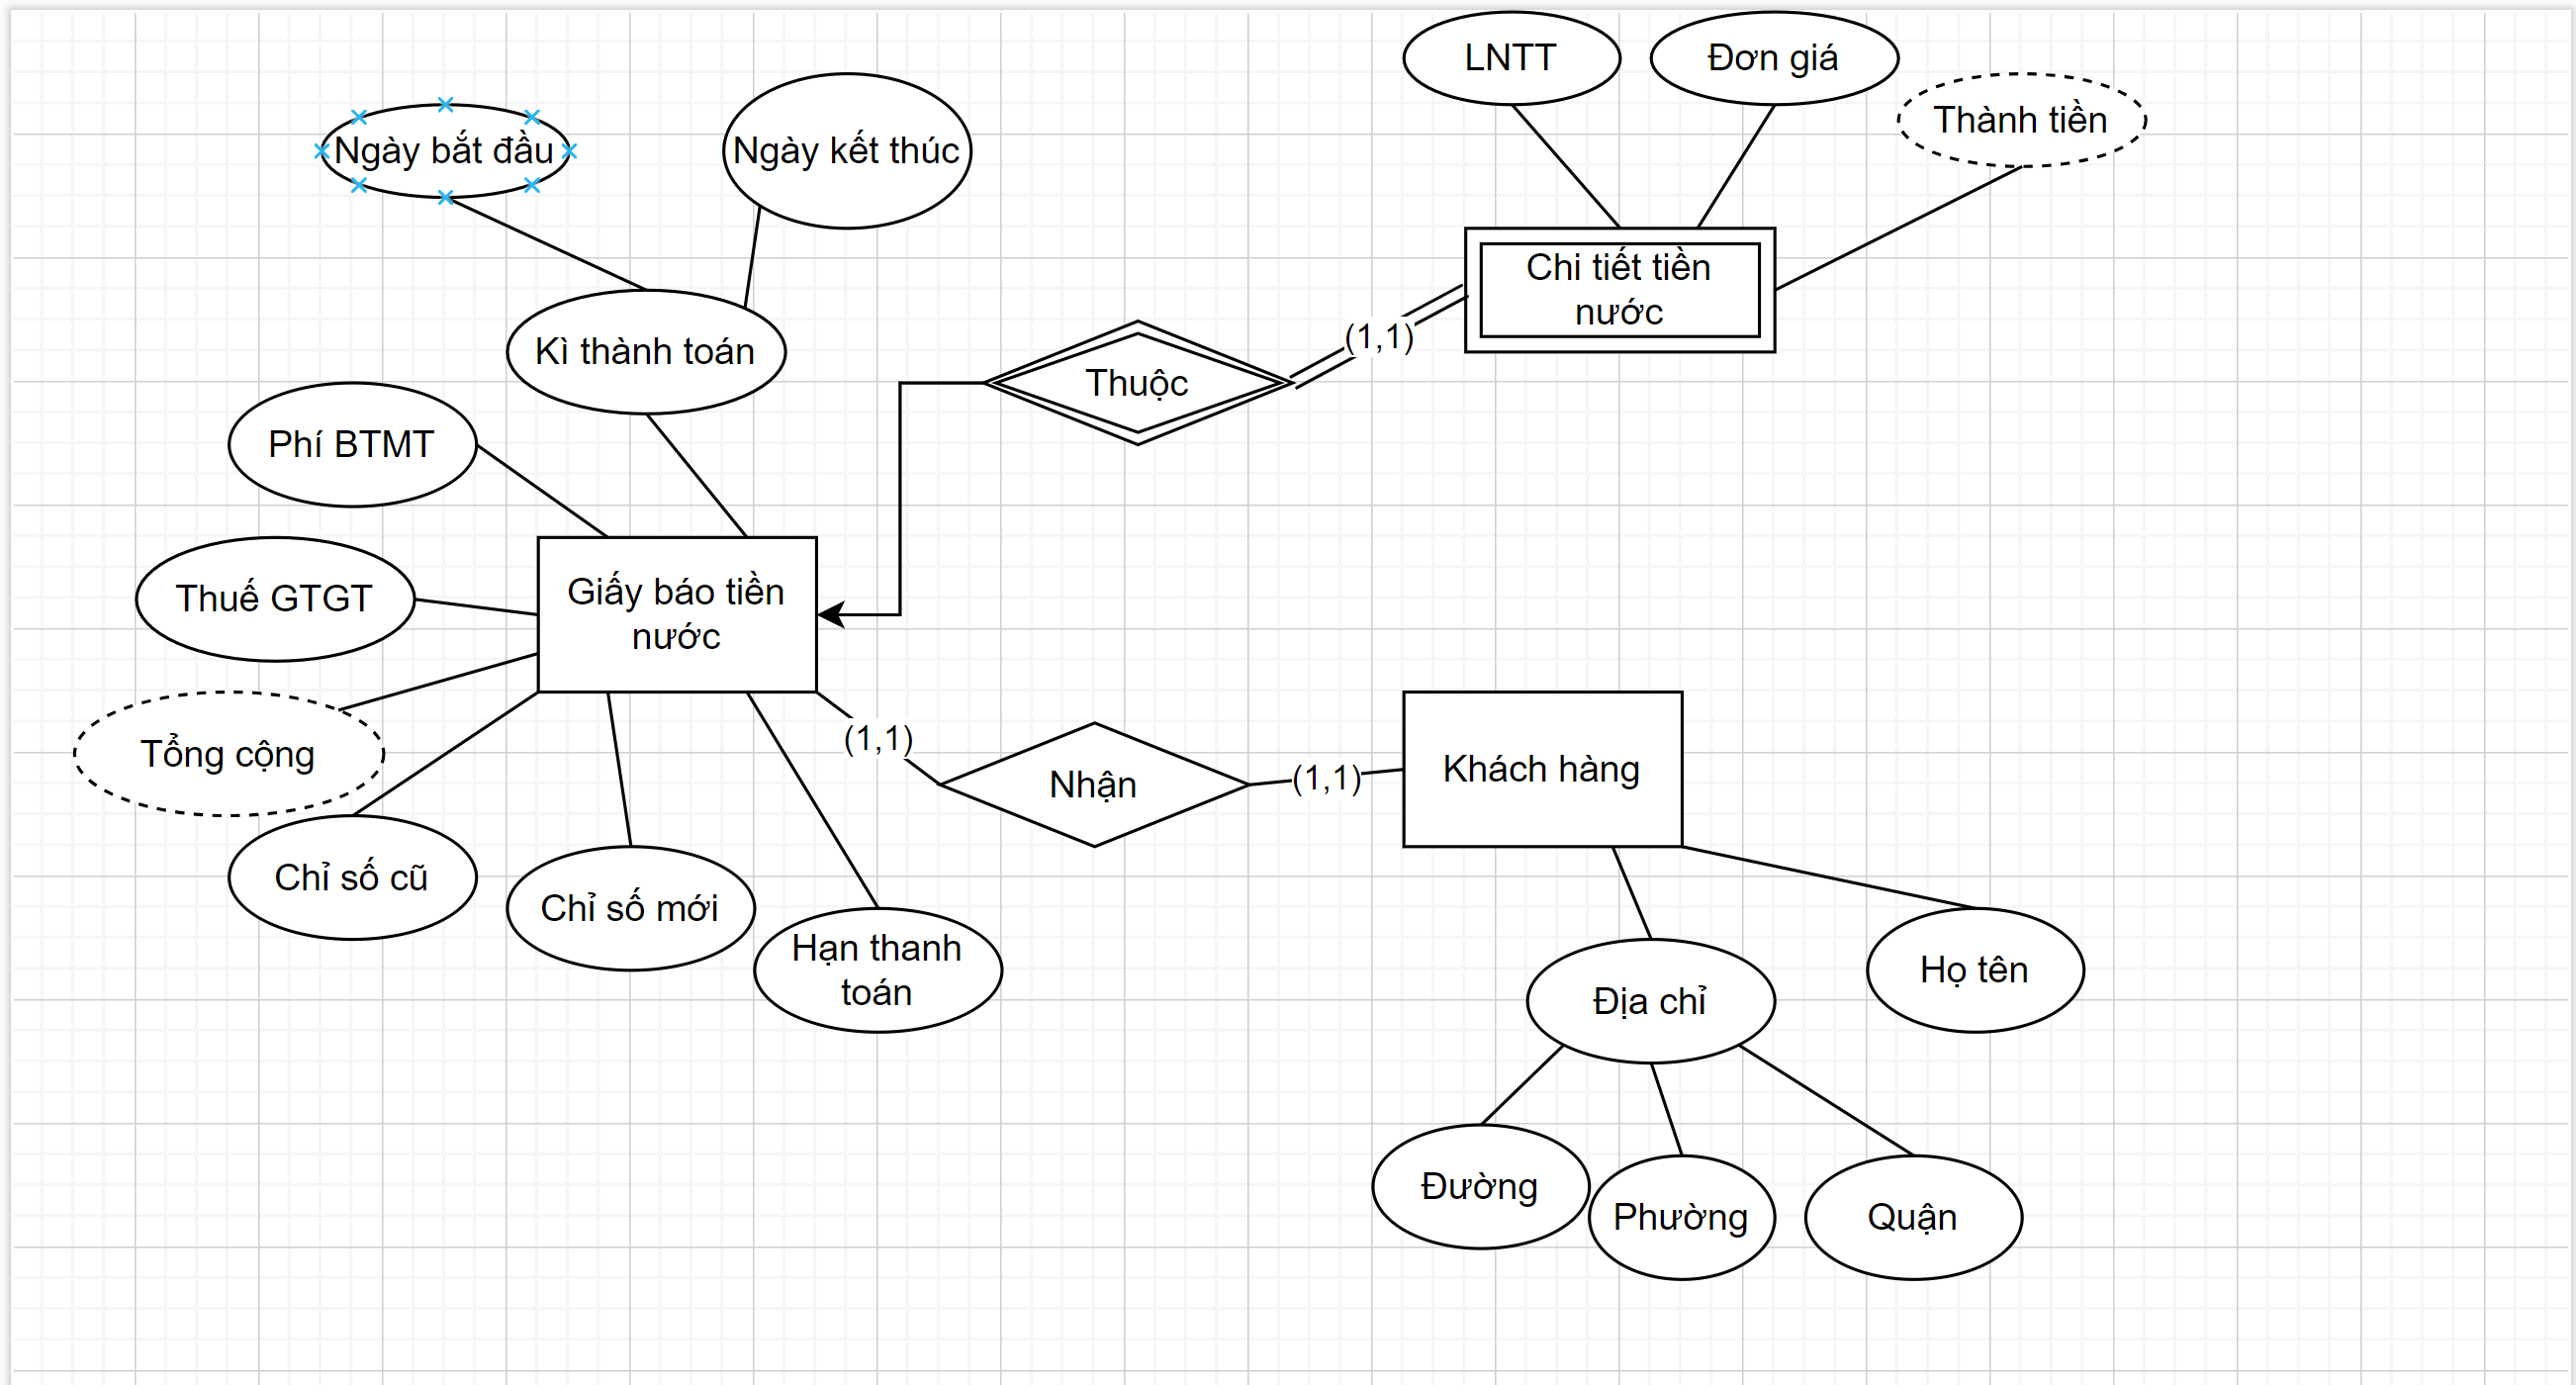 LNTT
Đơn giá
Thành tiền
Ngày bắt đầu
Ngày kết thúc
Chi tiết tiền
nước
(1,1)
Kì thành toán
Thuộc
Phí BTMT
Thuế GTGT
Giấy báo tiền
nước
Tổng cộng
(1,1)
Nhận
(1,1)
Khách hàng
Chỉ số cũ
Chỉ số mới
Hạn thanh
toán
Địa chỉ
Họ tên
Đường
Phường
Quận